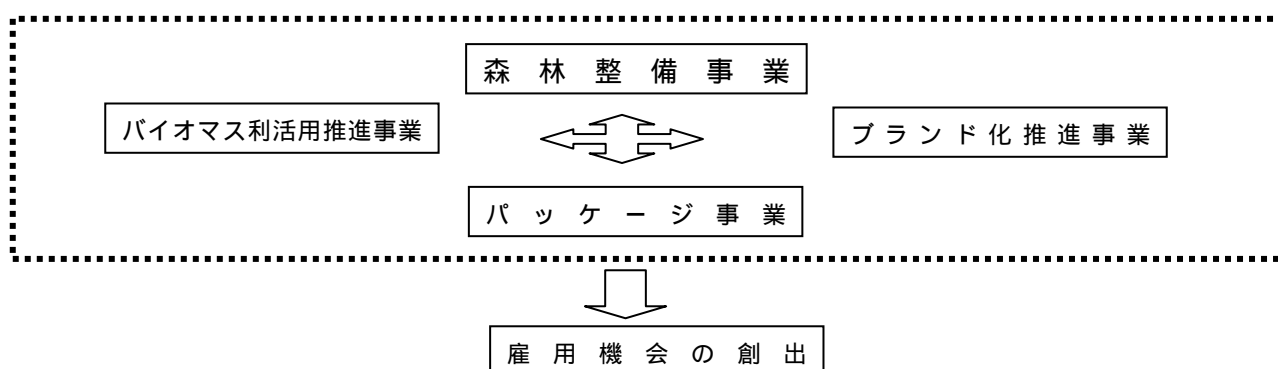 森林整備事業
バイオマス利活用推進事業
ブランド化推進事業
パッケージ事業
雇用機会の創出